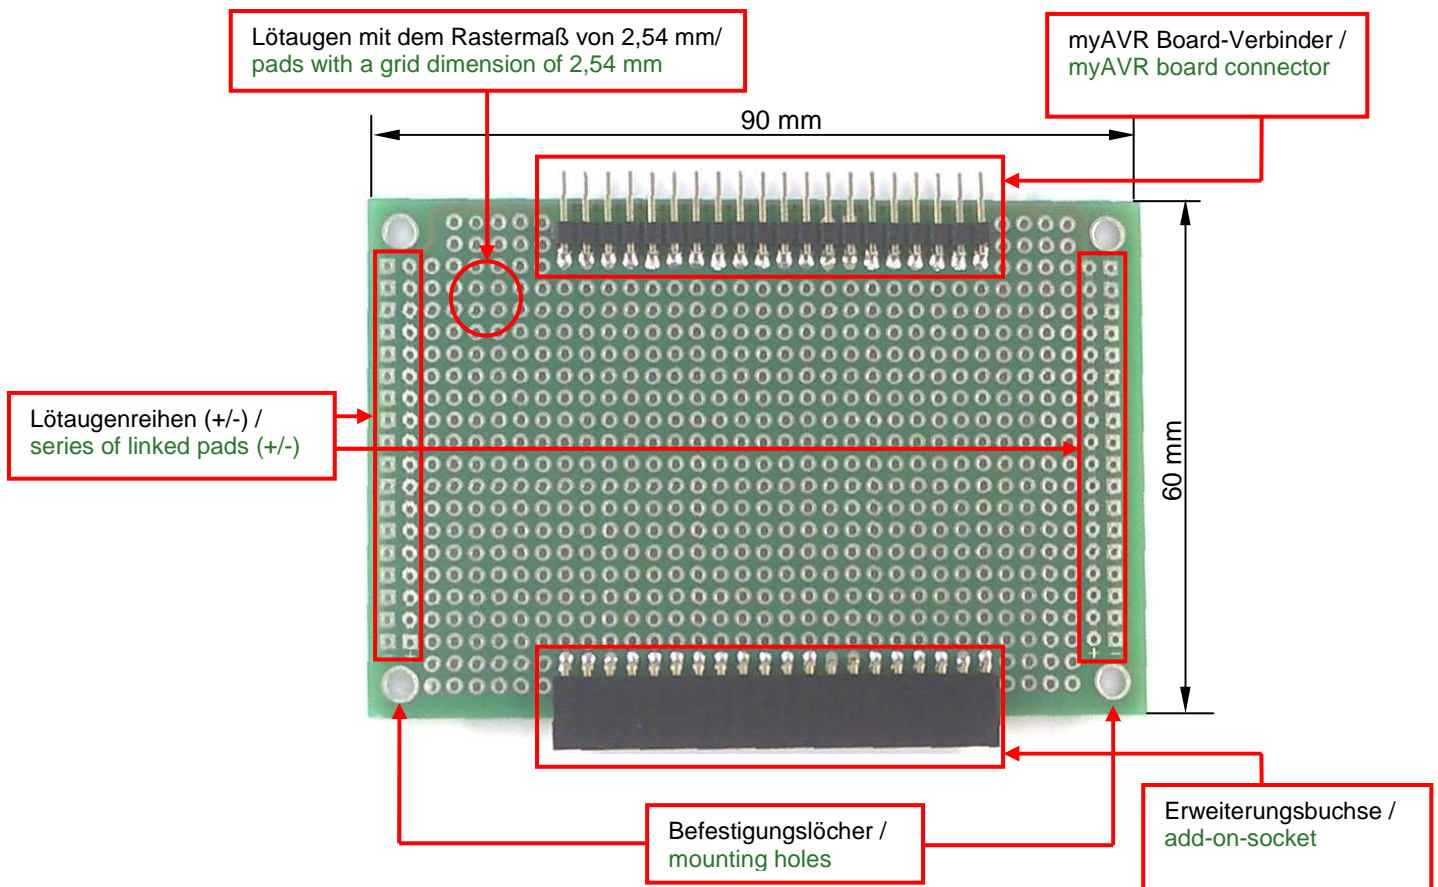 Lötaugen mit dem Rastermaß von 2,54 mm/
pads with a grid dimension of 2,54 mm
myAVR Board-Verbinder /
myAVR board connector
90 mm
Lötaugenreihen (+/-) /
series of linked pads (+/-)
60 mm
+ −
Befestigungslöcher /
mounting holes
Erweiterungsbuchse /
add-on-socket